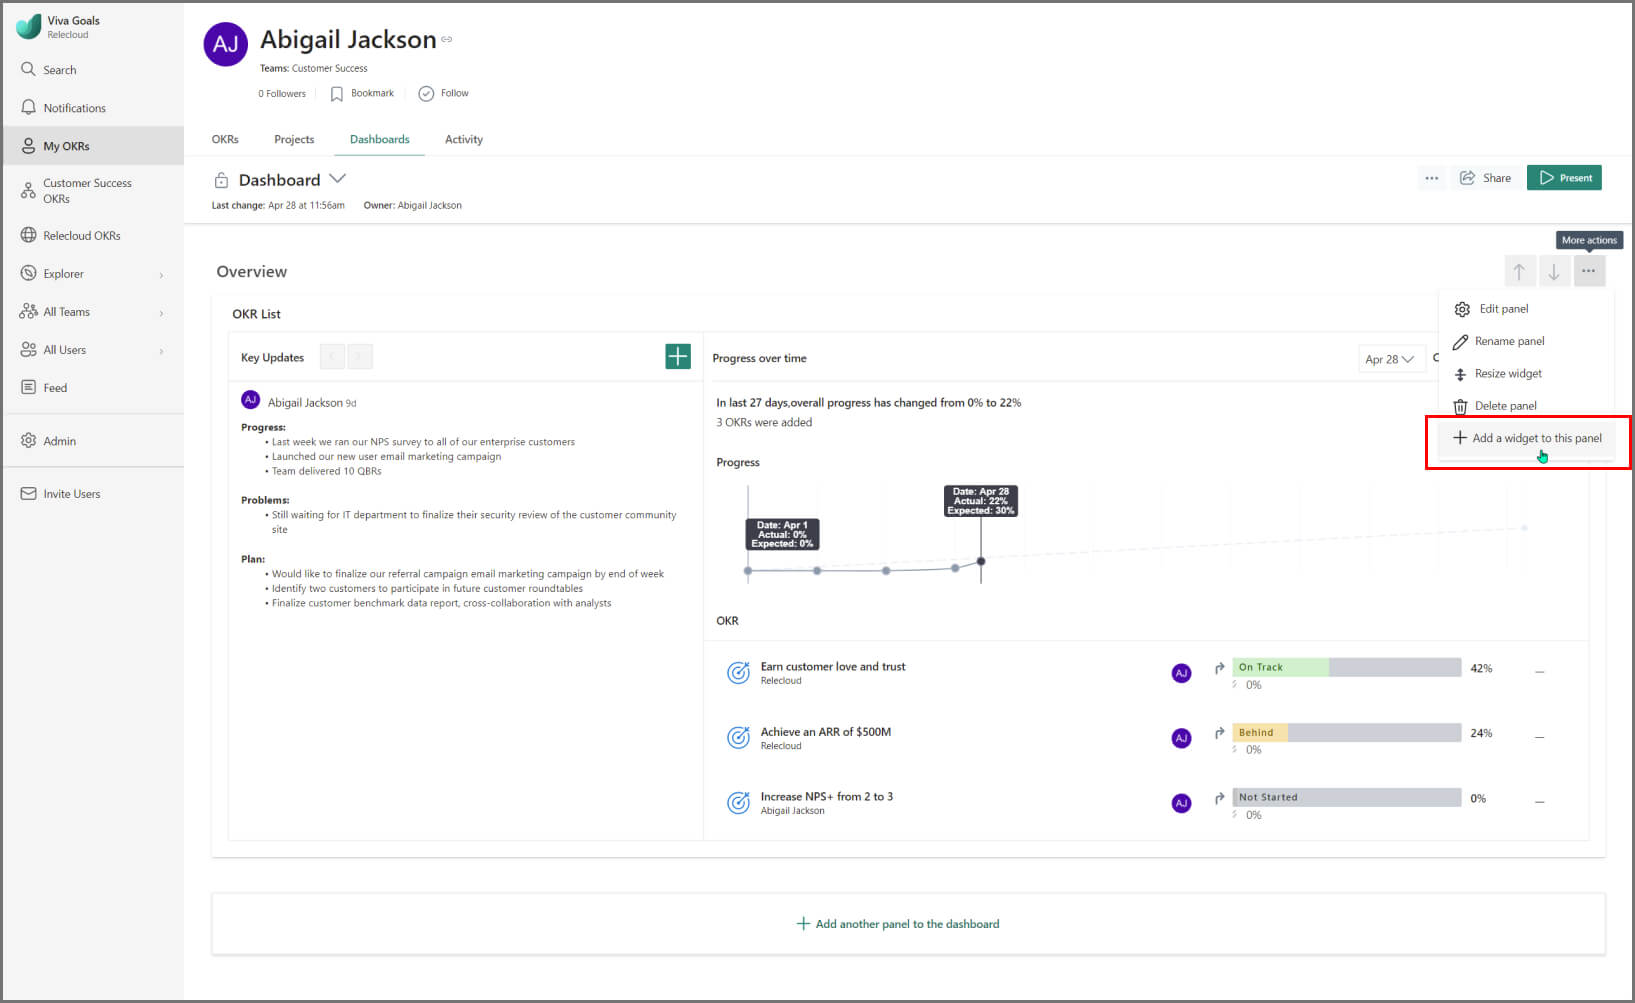 Viva Goals
Relecloud
Search
Notifications
My OKRs
Customer Success
OKRs
Relecloud OKRs
Explorer
All Teams
All Users
Feed
Admin
Invite Users
AJ
Abigail Jackson
Teams: Customer Success
0 Followers
Bookmark
Follow
OKRs
Projects
Dashboards
Activity
Dashboard
Last change: Apr 28 at 11:56am
Owner: Abigail Jackson
Share
Present
More actions
Overview
OKR List
Key Updates
AJ
Abigail Jackson 9d
Progress:
• Last week we ran our NPS survey to all of our enterprise customers
• Launched our new user email marketing campaign
• Team delivered 10 QBRs
Problems:
• Still waiting for IT department to finalize their security review of the customer community
site
Plan:
• Would like to finalize our referral campaign email marketing campaign by end of week
• Identify two customers to participate in future customer roundtables
• Finalize customer benchmark data report, cross-collaboration with analysts
Progress over time
Apr 28
Edit panel
Rename panel
Resize widget
Delete panel
Add a widget to this panel
In last 27 days,overall progress has changed from 0% to 22%
3 OKRs were added
Progress
Date: Apr 1
Actual: 0%
Expected: 0%
Date: Apr 28
Actual: 22%
Expected: 30%
OKR
Earn customer love and trust
Relecloud
AJ
On Track
42%
0%
Achieve an ARR of $500M
Relecloud
AJ
Behind
24%
0%
Increase NPS+ from 2 to 3
Abigail Jackson
AJ
Not Started
0%
0%
Add another panel to the dashboard